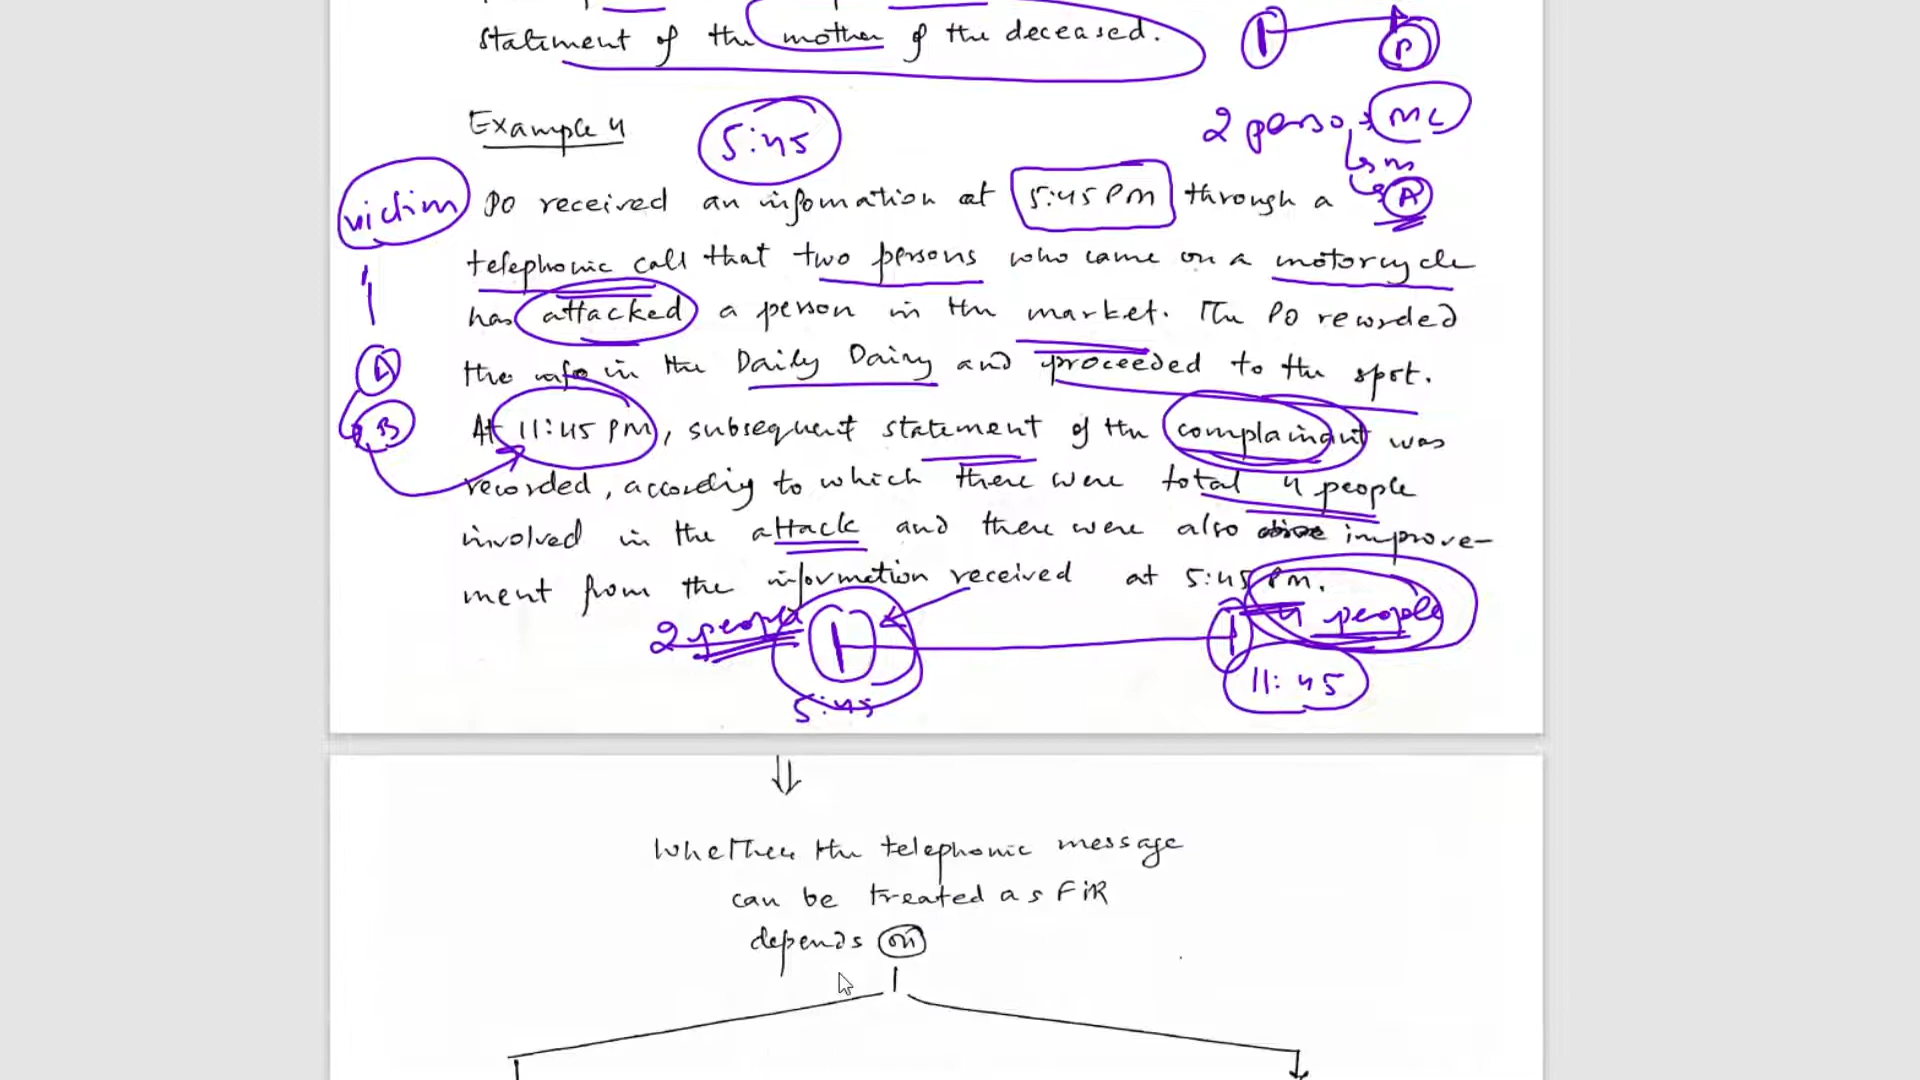 statement of the mother of the deceased.
P
Example 4
5:45
2 perso
MC
m
A
victim
PO received an infomation at 5:45 PM through a
telephonic call that two persons who came on a motorcycle
has attacked a person in the market. The PO recorded
the info in the Daily Dairy and proceeded to the spot.
B
At 11:45 PM, subsequent statement of the complainant was
recorded, according to which there were total 4 people
involved in the attack and there were also improve-
ment from the information received at 5:45 Pm.
2 people
4 people
5:45
11:45
Whether the telephonic message
can be treated as FiR
depends on